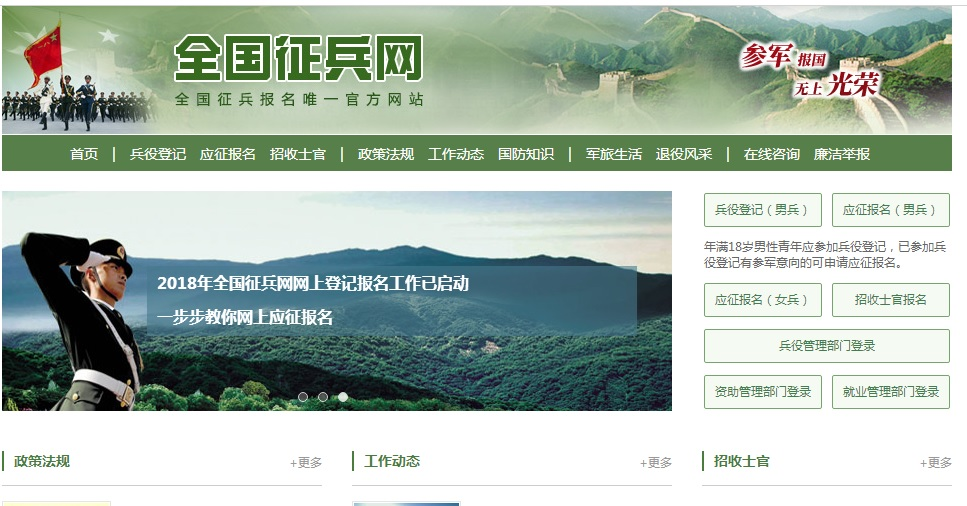 全国征兵网
全国征兵报名唯一官方网站
参军 报国
无上 光荣
首页 | 兵役登记 应征报名 招收士官 | 政策法规 工作动态 国防知识 | 军旅生活 退役风采 | 在线咨询 廉洁举报
2018年全国征兵网网上登记报名工作已启动
一步步教你网上应征报名
兵役登记（男兵） 应征报名（男兵）
年满18岁男性青年应参加兵役登记，已参加兵
役登记有参军意向的可申请应征报名。
应征报名（女兵） 招收士官报名
兵役管理部门登录
资助管理部门登录 就业管理部门登录
政策法规 +更多 工作动态 +更多 招收士官 +更多